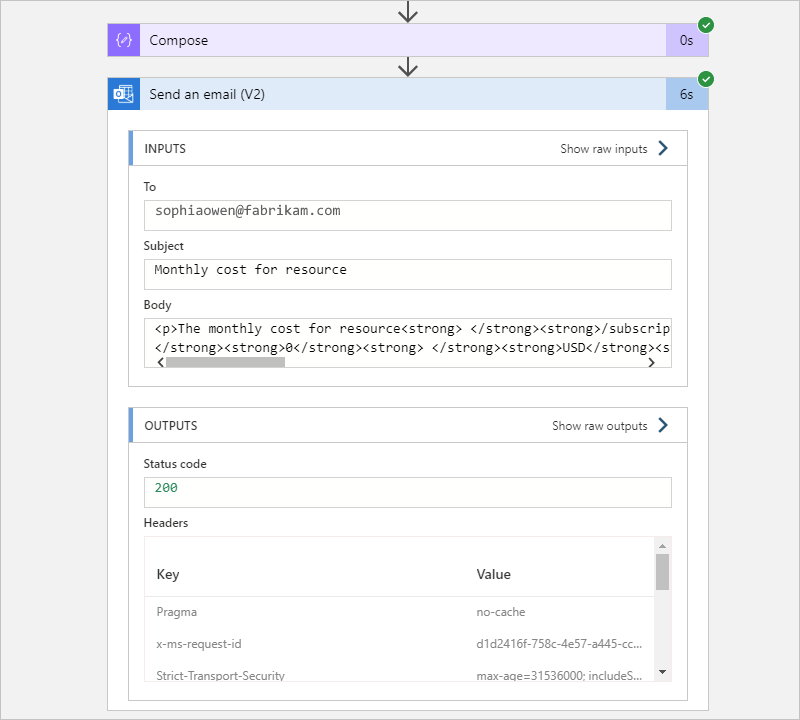 Compose
0s
Send an email (V2)
6s
INPUTS
Show raw inputs
To
sophiaowen@fabrikam.com
Subject
Monthly cost for resource
Body
<p>The monthly cost for resource<strong> </strong><strong>/subscrip
</strong><strong>0</strong><strong> </strong><strong>USD</strong><s
OUTPUTS
Show raw outputs
Status code
200
Headers
Key Value
Pragma no-cache
x-ms-request-id d1d2416f-758c-4e57-a445-cc...
Strict-Transport-Security max-age=31536000; includeS...